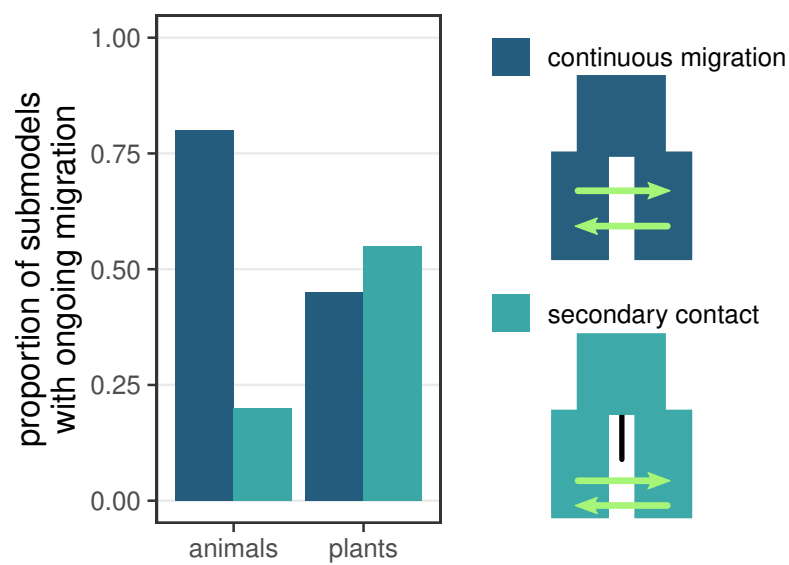 proportion of submodels
with ongoing migration
1.00
0.75
0.50
0.25
0.00
animals
plants
continuous migration
secondary contact